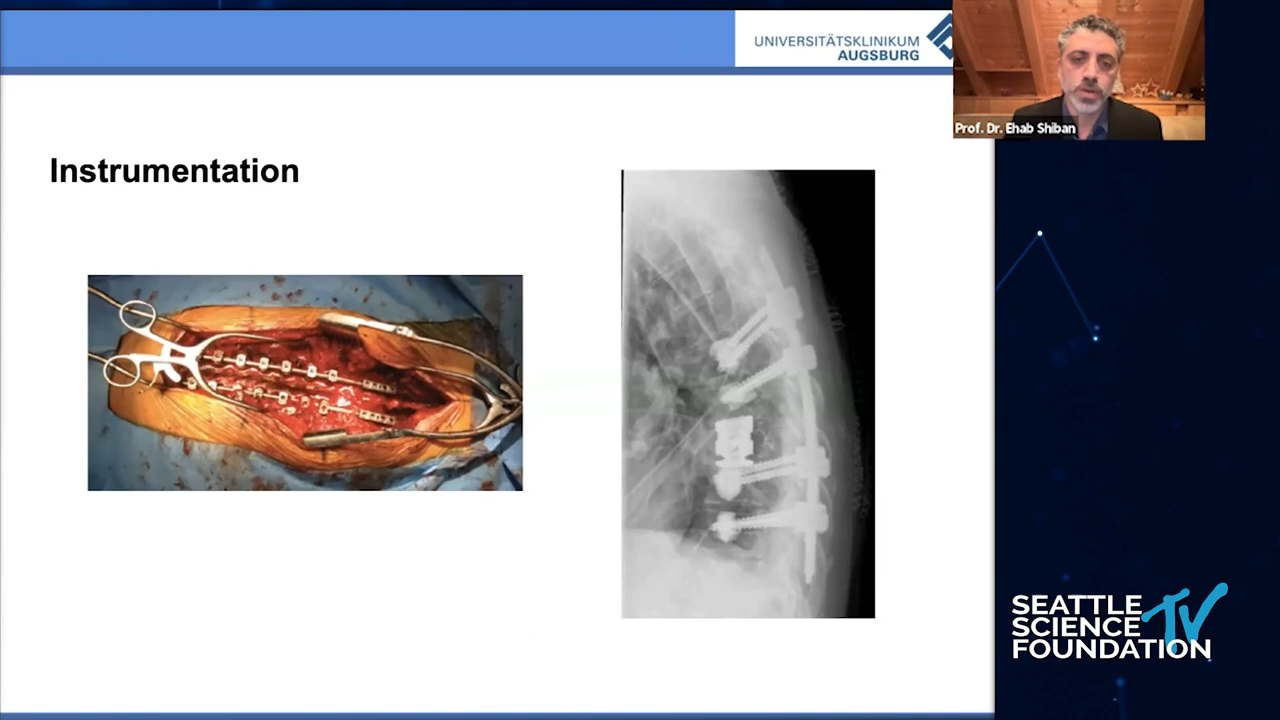 UNIVERSITÄTSKLINIKUM
AUGSBURG
Prof. Dr. Ehab Shiban
Instrumentation
SEATTLE
SCIENCE TV
FOUNDATION